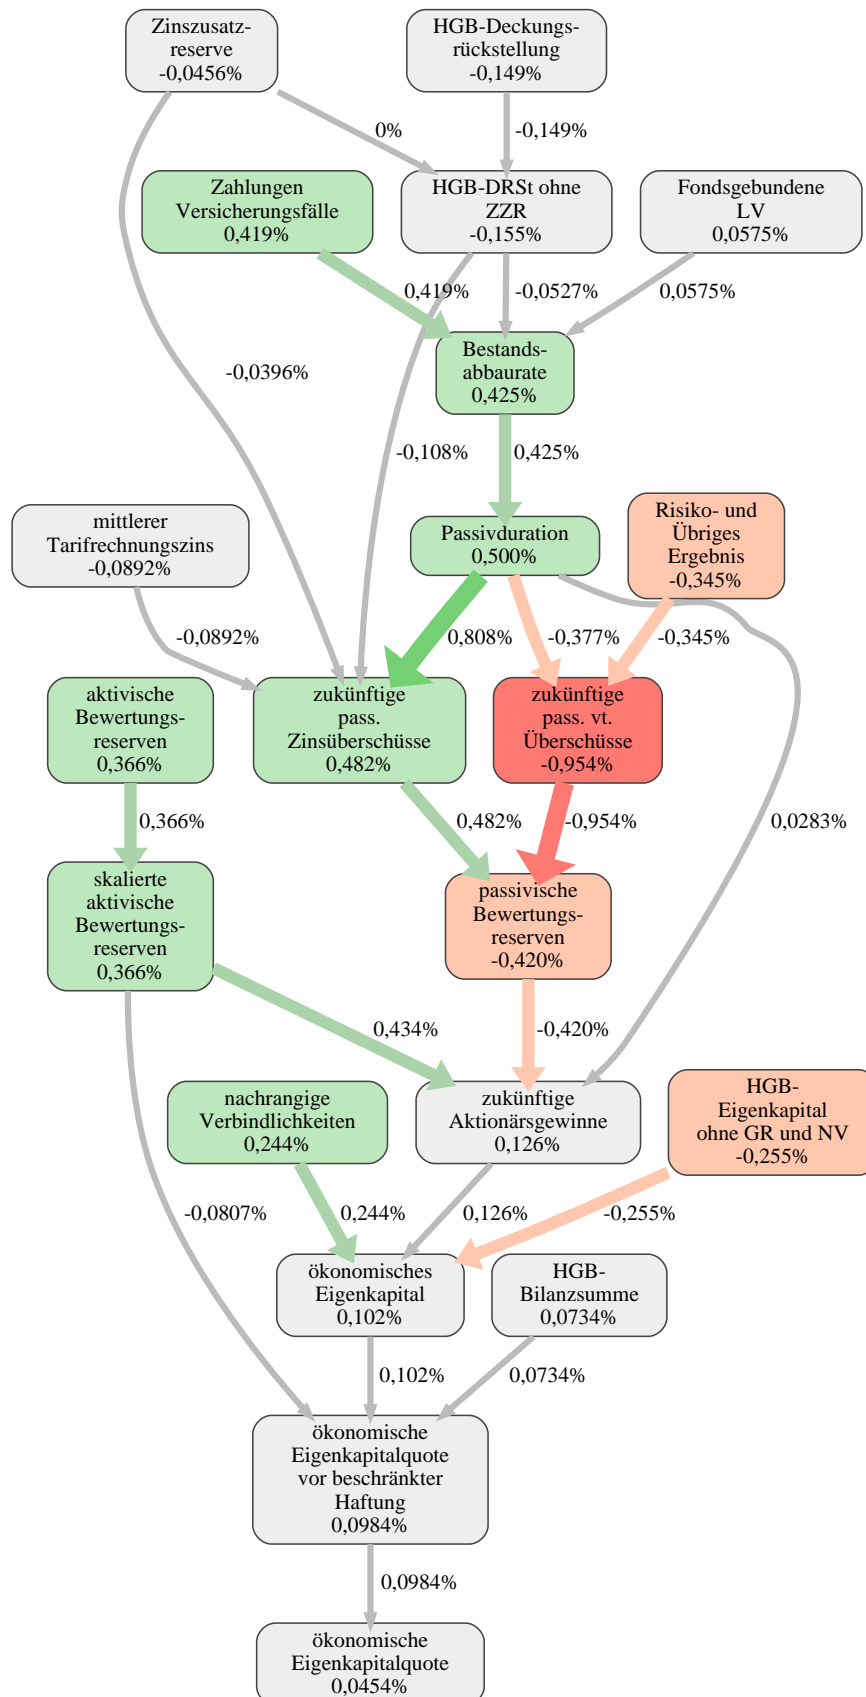 Zinszusatz-
reserve
-0,0456%
HGB-Deckungs-
rückstellung
-0,149%
0%
-0,149%
Zahlungen
Versicherungsfälle
0,419%
HGB-DRSt ohne
ZZR
-0,155%
Fondsgebundene
LV
0,0575%
0,419%
-0,0527%
0,0575%
Bestands-
abbaurate
0,425%
-0,0396%
-0,108%
0,425%
mittlerer
Tarifrechnungszins
-0,0892%
Passivduration
0,500%
Risiko- und
Übriges
Ergebnis
-0,345%
-0,0892%
0,808%
-0,377%
-0,345%
aktivische
Bewertungs-
reserven
0,366%
zukünftige
pass.
Zinsüberschüsse
0,482%
zukünftige
pass. vt.
Überschüsse
-0,954%
0,366%
0,482%
-0,954%
0,0283%
skalierte
aktivische
Bewertungs-
reserven
0,366%
passivische
Bewertungs-
reserven
-0,420%
0,434%
-0,420%
nachrangige
Verbindlichkeiten
0,244%
zukünftige
Aktionärsgewinne
0,126%
HGB-
Eigenkapital
ohne GR und NV
-0,255%
-0,0807%
0,244%
0,126%
-0,255%
ökonomisches
Eigenkapital
0,102%
HGB-
Bilanzsumme
0,0734%
0,102%
0,0734%
ökonomische
Eigenkapitalquote
vor beschränkter
Haftung
0,0984%
0,0984%
ökonomische
Eigenkapitalquote
0,0454%